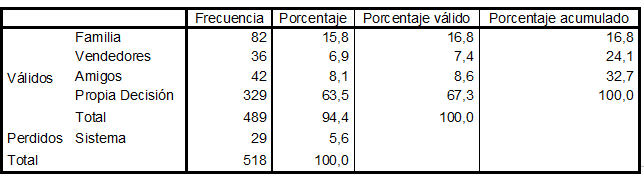 Frecuencia Porcentaje Porcentaje válido Porcentaje acumulado
Válidos Familia 82 15,8 16,8 16,8
Vendedores 36 6,9 7,4 24,1
Amigos 42 8,1 8,6 32,7
Propia Decisión 329 63,5 67,3 100,0
Total 489 94,4 100,0
Perdidos Sistema 29 5,6
Total 518 100,0